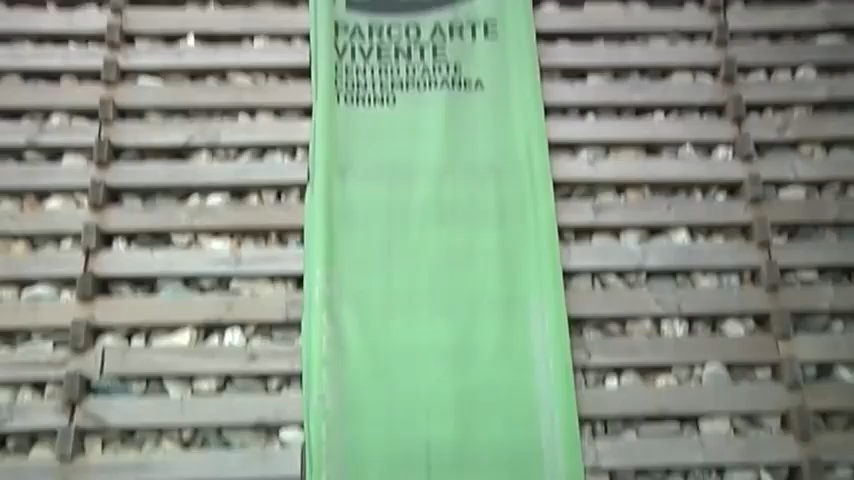 PARCO ARTE
VIVENTE
CENTRO D'ARTE
CONTEMPORANEA
TORINO